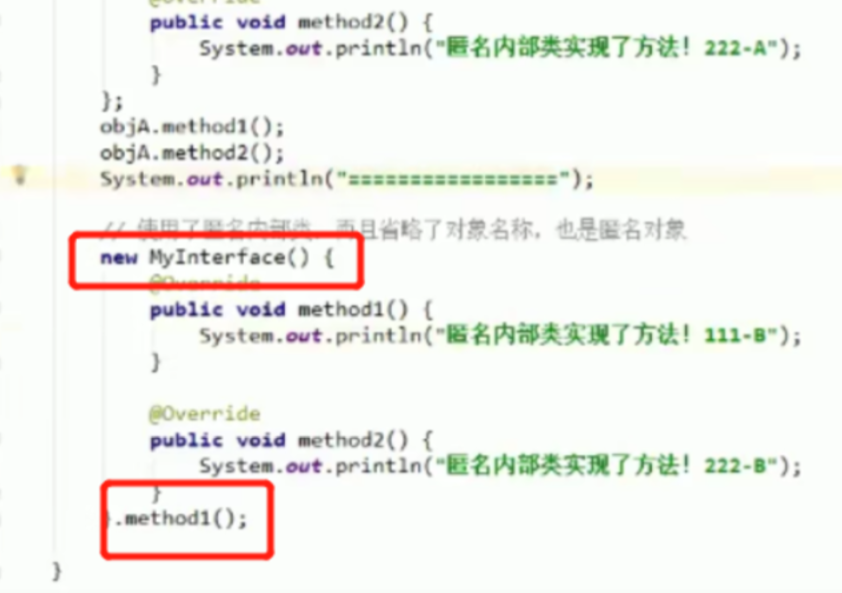 @Override
public void method2() {
System.out.println("匿名内部类实现了方法！222-A");
}
};
objA.method1();
objA.method2();
System.out.println("=================");
// 使用了匿名内部类，而且省略了对象名称，也是匿名对象
new MyInterface() {
@Override
public void method1() {
System.out.println("匿名内部类实现了方法！111-B");
}
@Override
public void method2() {
System.out.println("匿名内部类实现了方法！222-B");
}
}.method1();
}